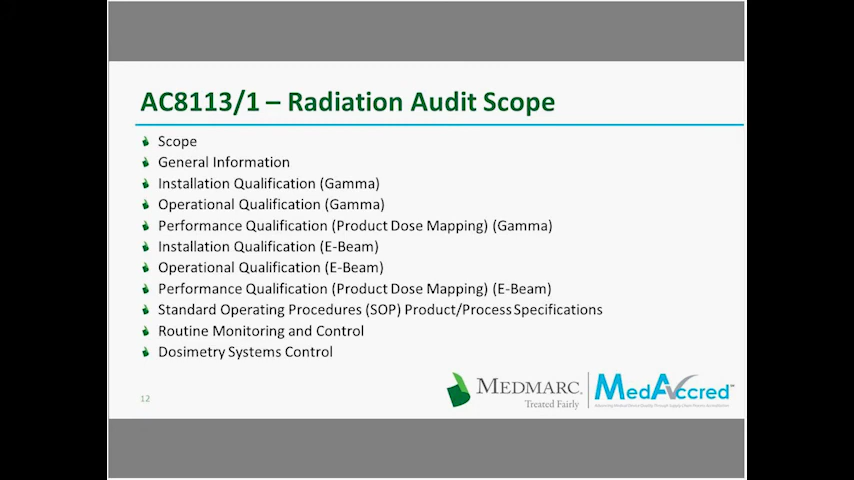 AC8113/1 – Radiation Audit Scope
Scope
General Information
Installation Qualification (Gamma)
Operational Qualification (Gamma)
Performance Qualification (Product Dose Mapping) (Gamma)
Installation Qualification (E-Beam)
Operational Qualification (E-Beam)
Performance Qualification (Product Dose Mapping) (E-Beam)
Standard Operating Procedures (SOP) Product/Process Specifications
Routine Monitoring and Control
Dosimetry Systems Control
12
MEDMARC®
Treated Fairly
MedAccred™